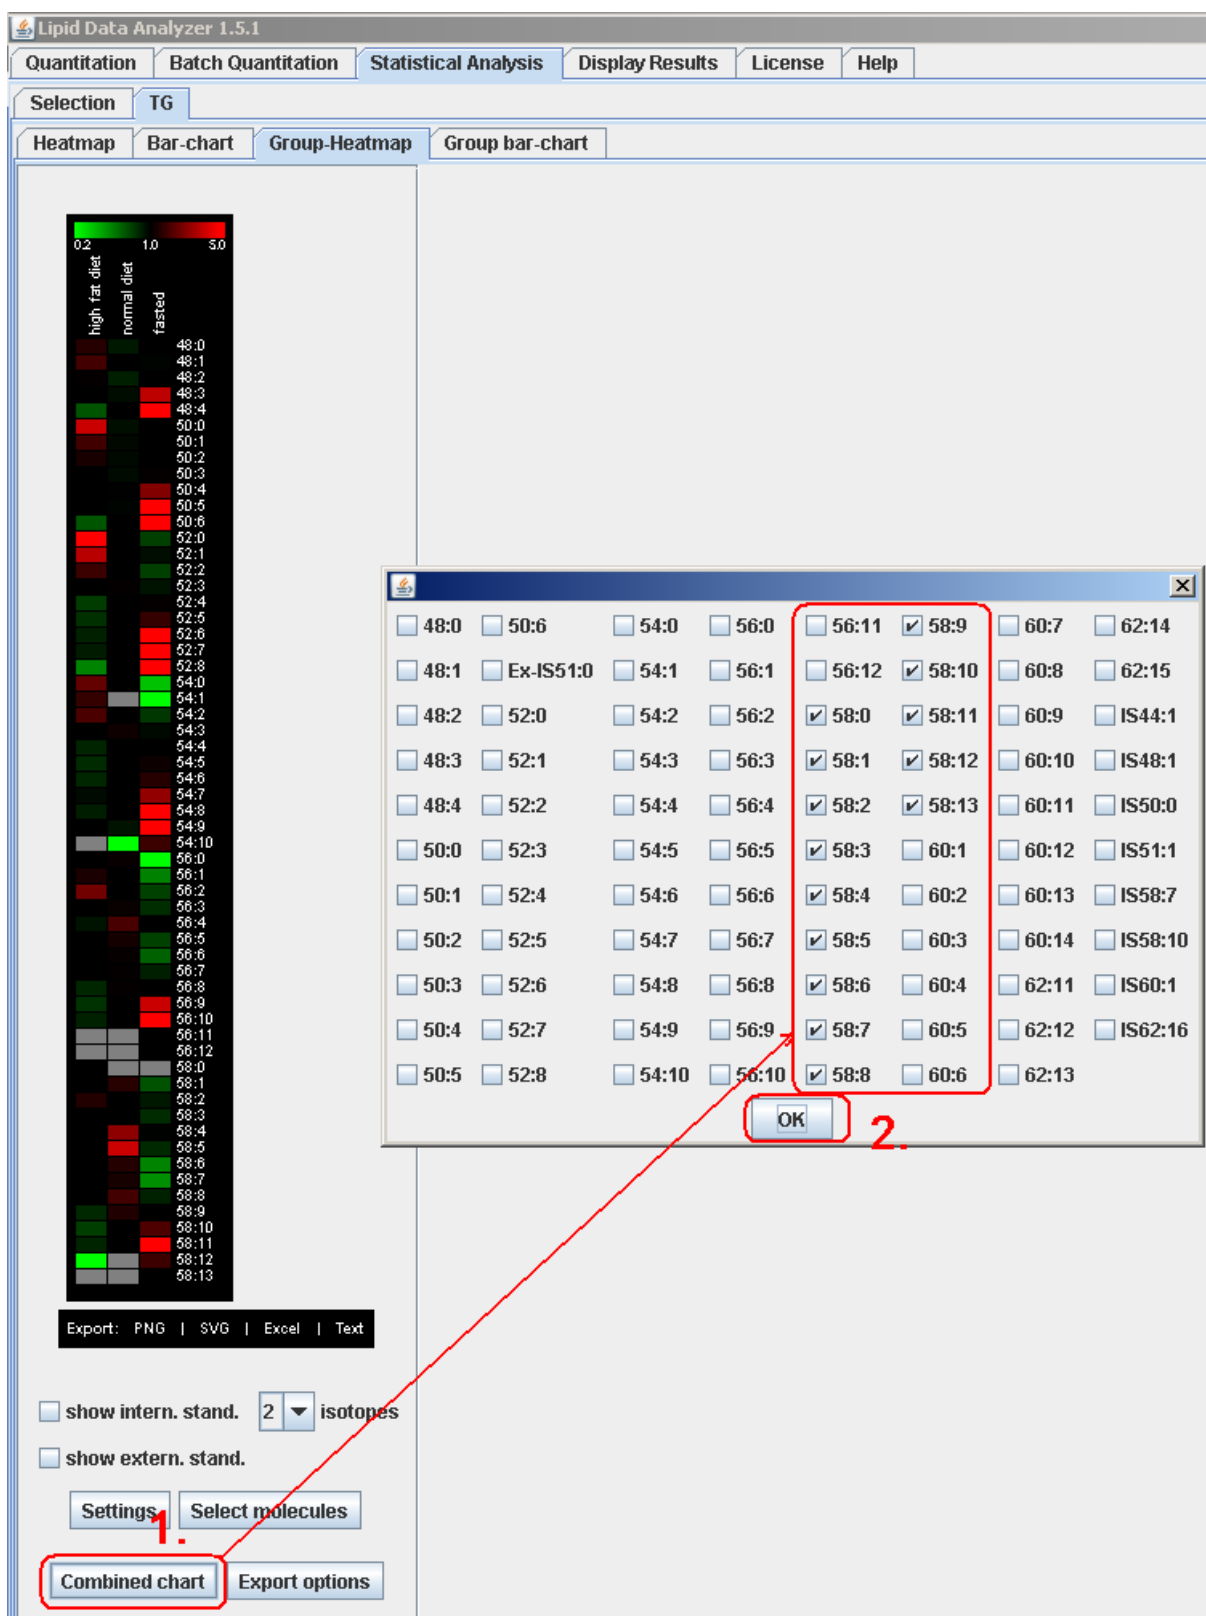 Lipid Data Analyzer 1.5.1
Quantitation Batch Quantitation Statistical Analysis Display Results License Help
Selection TG
Heatmap Bar-chart Group-Heatmap Group bar-chart
0.2 1.0 5.0
high fat diet normal diet fasted
48:0
48:1
48:2
48:3
48:4
50:0
50:1
50:2
50:3
50:4
50:5
50:6
52:0
52:1
52:2
52:3
52:4
52:5
52:6
52:7
52:8
54:0
54:1
54:2
54:3
54:4
54:5
54:6
54:7
54:8
54:9
54:10
56:0
56:1
56:2
56:3
56:4
56:5
56:6
56:7
56:8
56:9
56:10
56:11
56:12
58:0
58:1
58:2
58:3
58:4
58:5
58:6
58:7
58:8
58:9
58:10
58:11
58:12
58:13
48:0 50:6 54:0 56:0 56:11 58:9 60:7 62:14
48:1 Ex-IS51:0 54:1 56:1 56:12 58:10 60:8 62:15
48:2 52:0 54:2 56:2 58:0 58:11 60:9 IS44:1
48:3 52:1 54:3 56:3 58:1 58:12 60:10 IS48:1
48:4 52:2 54:4 56:4 58:2 58:13 60:11 IS50:0
50:0 52:3 54:5 56:5 58:3 60:1 60:12 IS51:1
50:1 52:4 54:6 56:6 58:4 60:2 60:13 IS58:7
50:2 52:5 54:7 56:7 58:5 60:3 60:14 IS58:10
50:3 52:6 54:8 56:8 58:6 60:4 62:11 IS60:1
50:4 52:7 54:9 56:9 58:7 60:5 62:12 IS62:16
50:5 52:8 54:10 56:10 58:8 60:6 62:13
OK 2.
Export: PNG | SVG | Excel | Text
show intern. stand. 2 isotopes
show extern. stand.
Settings Select molecules
1.
Combined chart Export options